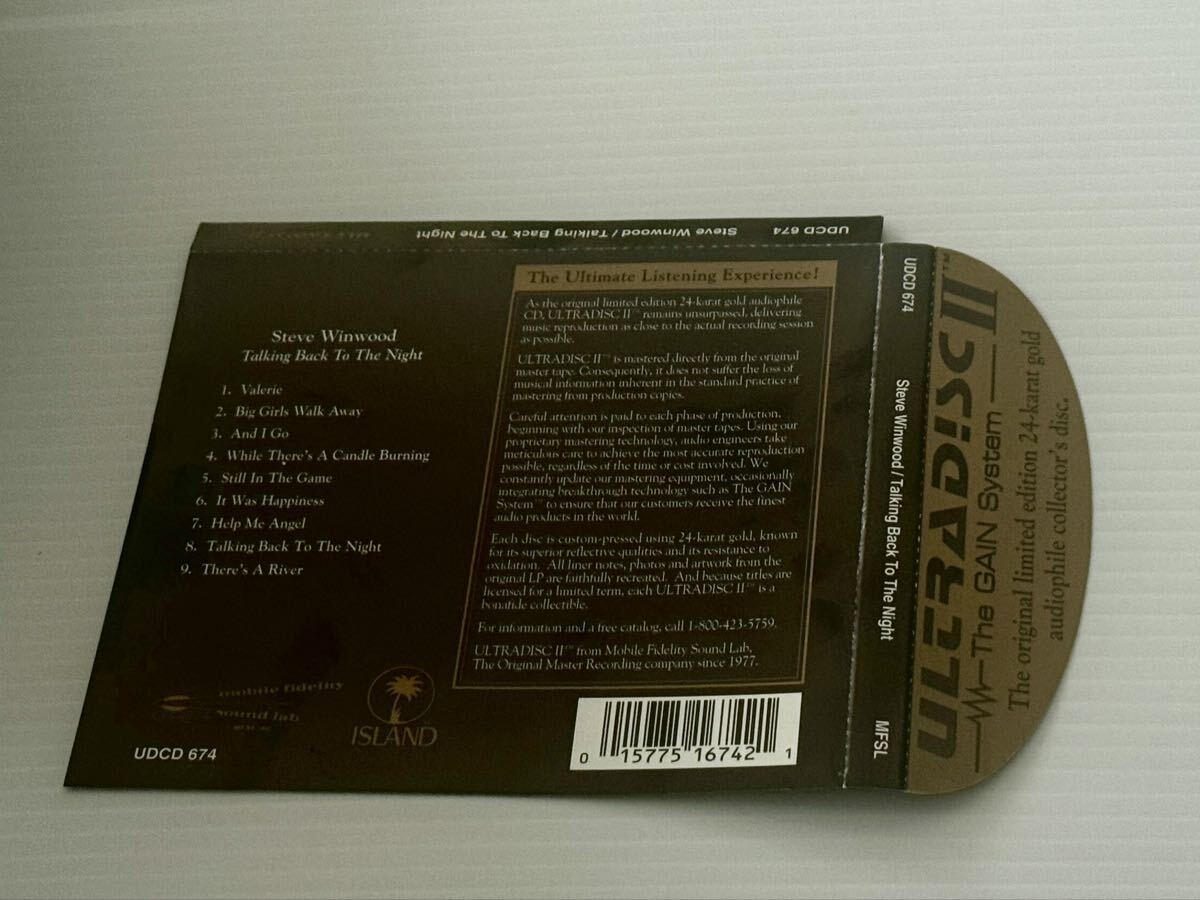 UDCD 674
Steve Winwood / Talking Back To The Night
Steve Winwood
Talking Back To The Night
1. Valerie
2. Big Girls Walk Away
3. And I Go
4. While There's A Candle Burning
5. Still In The Game
6. It Was Happiness
7. Help Me Angel
8. Talking Back To The Night
9. There's A River
The Ultimate Listening Experience!
As the original limited edition 24-karat gold audiophile
CD, ULTRADISC II™ remains unsurpassed, delivering
music reproduction as close to the actual recording session
as possible.
ULTRADISC II™ is mastered directly from the original
master tape. Consequently, it does not suffer the loss of
musical information inherent in the standard practice of
mastering from production copies.
Careful attention is paid to each phase of production,
beginning with our inspection of master tapes. Using our
proprietary mastering technology, audio engineers take
meticulous care to achieve the most accurate reproduction
possible, regardless of the time or cost involved. We
constantly update our mastering equipment, occasionally
integrating breakthrough technology such as The GAIN
System™ to ensure that our customers receive the finest
audio products in the world.
Each disc is custom-pressed using 24-karat gold, known
for its superior reflective qualities and its resistance to
oxidation. All liner notes, photos and artwork from the
original LP are faithfully recreated. And because titles are
licensed for a limited term, each ULTRADISC II™ is a
bonafide collectible.
For information and a free catalog, call 1-800-423-5759.
ULTRADISC II™ from Mobile Fidelity Sound Lab,
The Original Master Recording company since 1977.
mobile fidelity
sound lab
ISLAND
UDCD 674
0 15775 16742 1
UDCD 674
Steve Winwood / Talking Back To The Night
MFSL
ULTRADISC II™
The GAIN System
The original limited edition 24-karat gold
audiophile collector's disc.